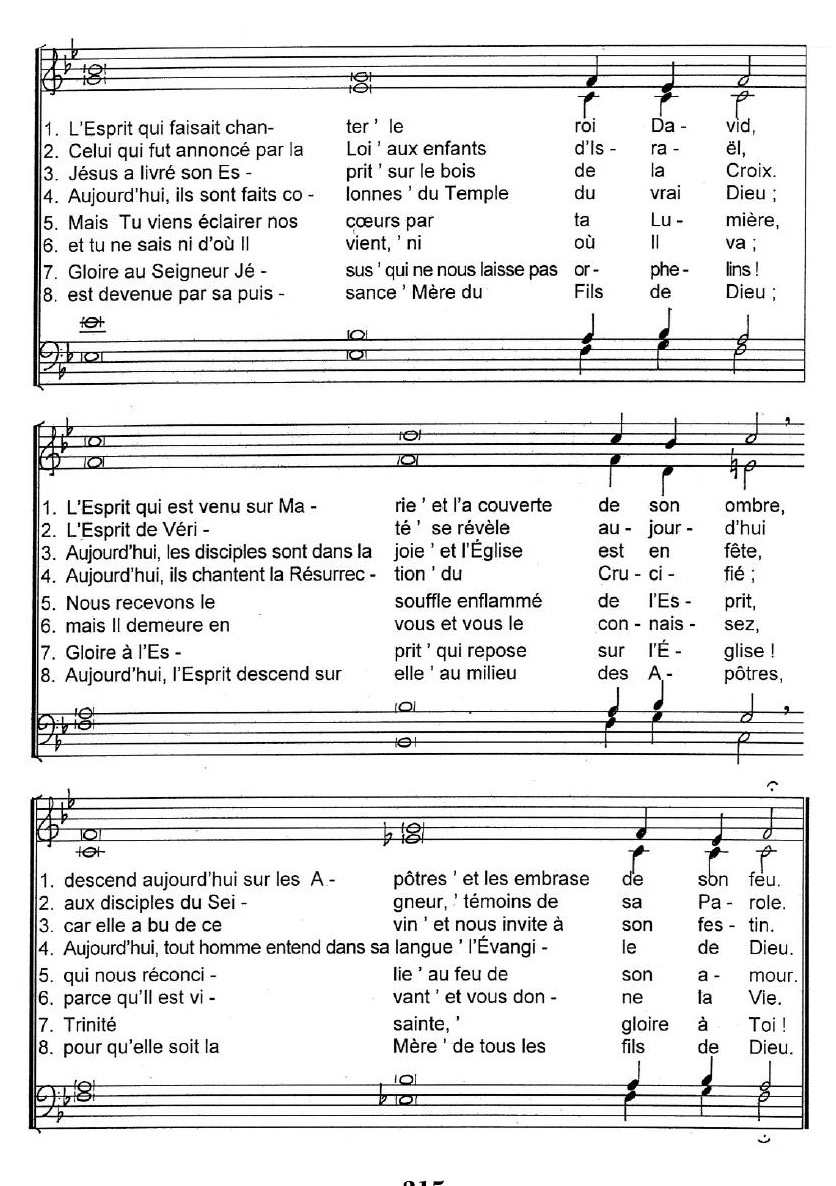 1. L'Esprit qui faisait chan- ter ' le roi Da - vid,
2. Celui qui fut annoncé par la Loi ' aux enfants d'Is - ra - ël,
3. Jésus a livré son Es - prit ' sur le bois de la Croix.
4. Aujourd'hui, ils sont faits co - lonnes ' du Temple du vrai Dieu ;
5. Mais Tu viens éclairer nos cœurs par ta Lu - mière,
6. et tu ne sais ni d'où Il vient, ' ni où Il va ;
7. Gloire au Seigneur Jé - sus ' qui ne nous laisse pas or- phe - lins !
8. est devenue par sa puis - sance ' Mère du Fils de Dieu ;
1. L'Esprit qui est venu sur Ma - rie ' et l'a couverte de son ombre,
2. L'Esprit de Véri - té ' se révèle au - jour - d'hui
3. Aujourd'hui, les disciples sont dans la joie ' et l'Église est en fête,
4. Aujourd'hui, ils chantent la Résurrec - tion ' du Cru - ci - fié ;
5. Nous recevons le souffle enflammé de l'Es - prit,
6. mais Il demeure en vous et vous le con - nais - sez,
7. Gloire à l'Es - prit ' qui repose sur l'É - glise !
8. Aujourd'hui, l'Esprit descend sur elle ' au milieu des A - pôtres,
1. descend aujourd'hui sur les A - pôtres ' et les embrase de son feu.
2. aux disciples du Sei - gneur, ' témoins de sa Pa - role.
3. car elle a bu de ce vin ' et nous invite à son fes - tin.
4. Aujourd'hui, tout homme entend dans sa langue ' l'Évangi - le de Dieu.
5. qui nous réconci - lie ' au feu de son a - mour.
6. parce qu'Il est vi - vant ' et vous don - ne la Vie.
7. Trinité sainte, ' gloire à Toi !
8. pour qu'elle soit la Mère ' de tous les fils de Dieu.